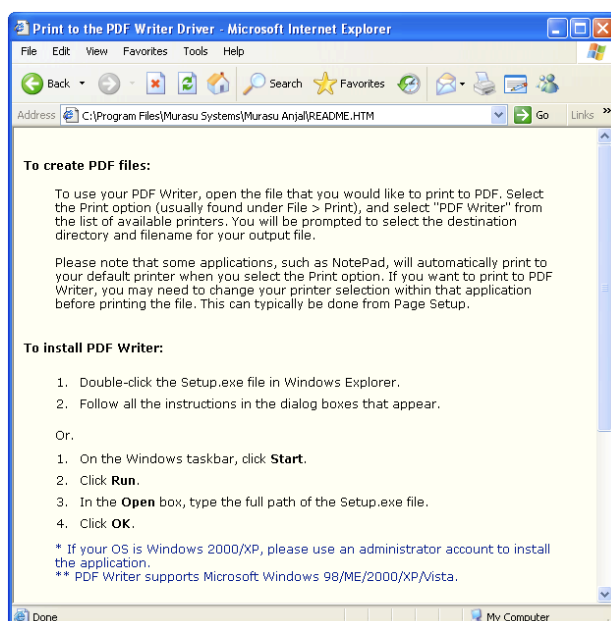 Print to the PDF Writer Driver - Microsoft Internet Explorer
File Edit View Favorites Tools Help
Back Search Favorites
Address C:\Program Files\Murasu Systems\Murasu Anjal\README.HTM Go Links »
To create PDF files:
To use your PDF Writer, open the file that you would like to print to PDF. Select
the Print option (usually found under File > Print), and select "PDF Writer" from
the list of available printers. You will be prompted to select the destination
directory and filename for your output file.
Please note that some applications, such as NotePad, will automatically print to
your default printer when you select the Print option. If you want to print to PDF
Writer, you may need to change your printer selection within that application
before printing the file. This can typically be done from Page Setup.
To install PDF Writer:
1. Double-click the Setup.exe file in Windows Explorer.
2. Follow all the instructions in the dialog boxes that appear.
Or.
1. On the Windows taskbar, click Start.
2. Click Run.
3. In the Open box, type the full path of the Setup.exe file.
4. Click OK.
* If your OS is Windows 2000/XP, please use an administrator account to install
the application.
** PDF Writer supports Microsoft Windows 98/ME/2000/XP/Vista.
Done My Computer